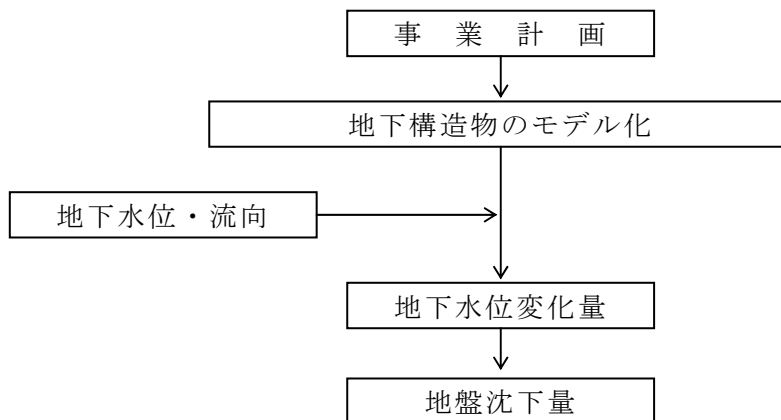 事　業　計　画
地下構造物のモデル化
地下水位・流向
地下水位変化量
地盤沈下量